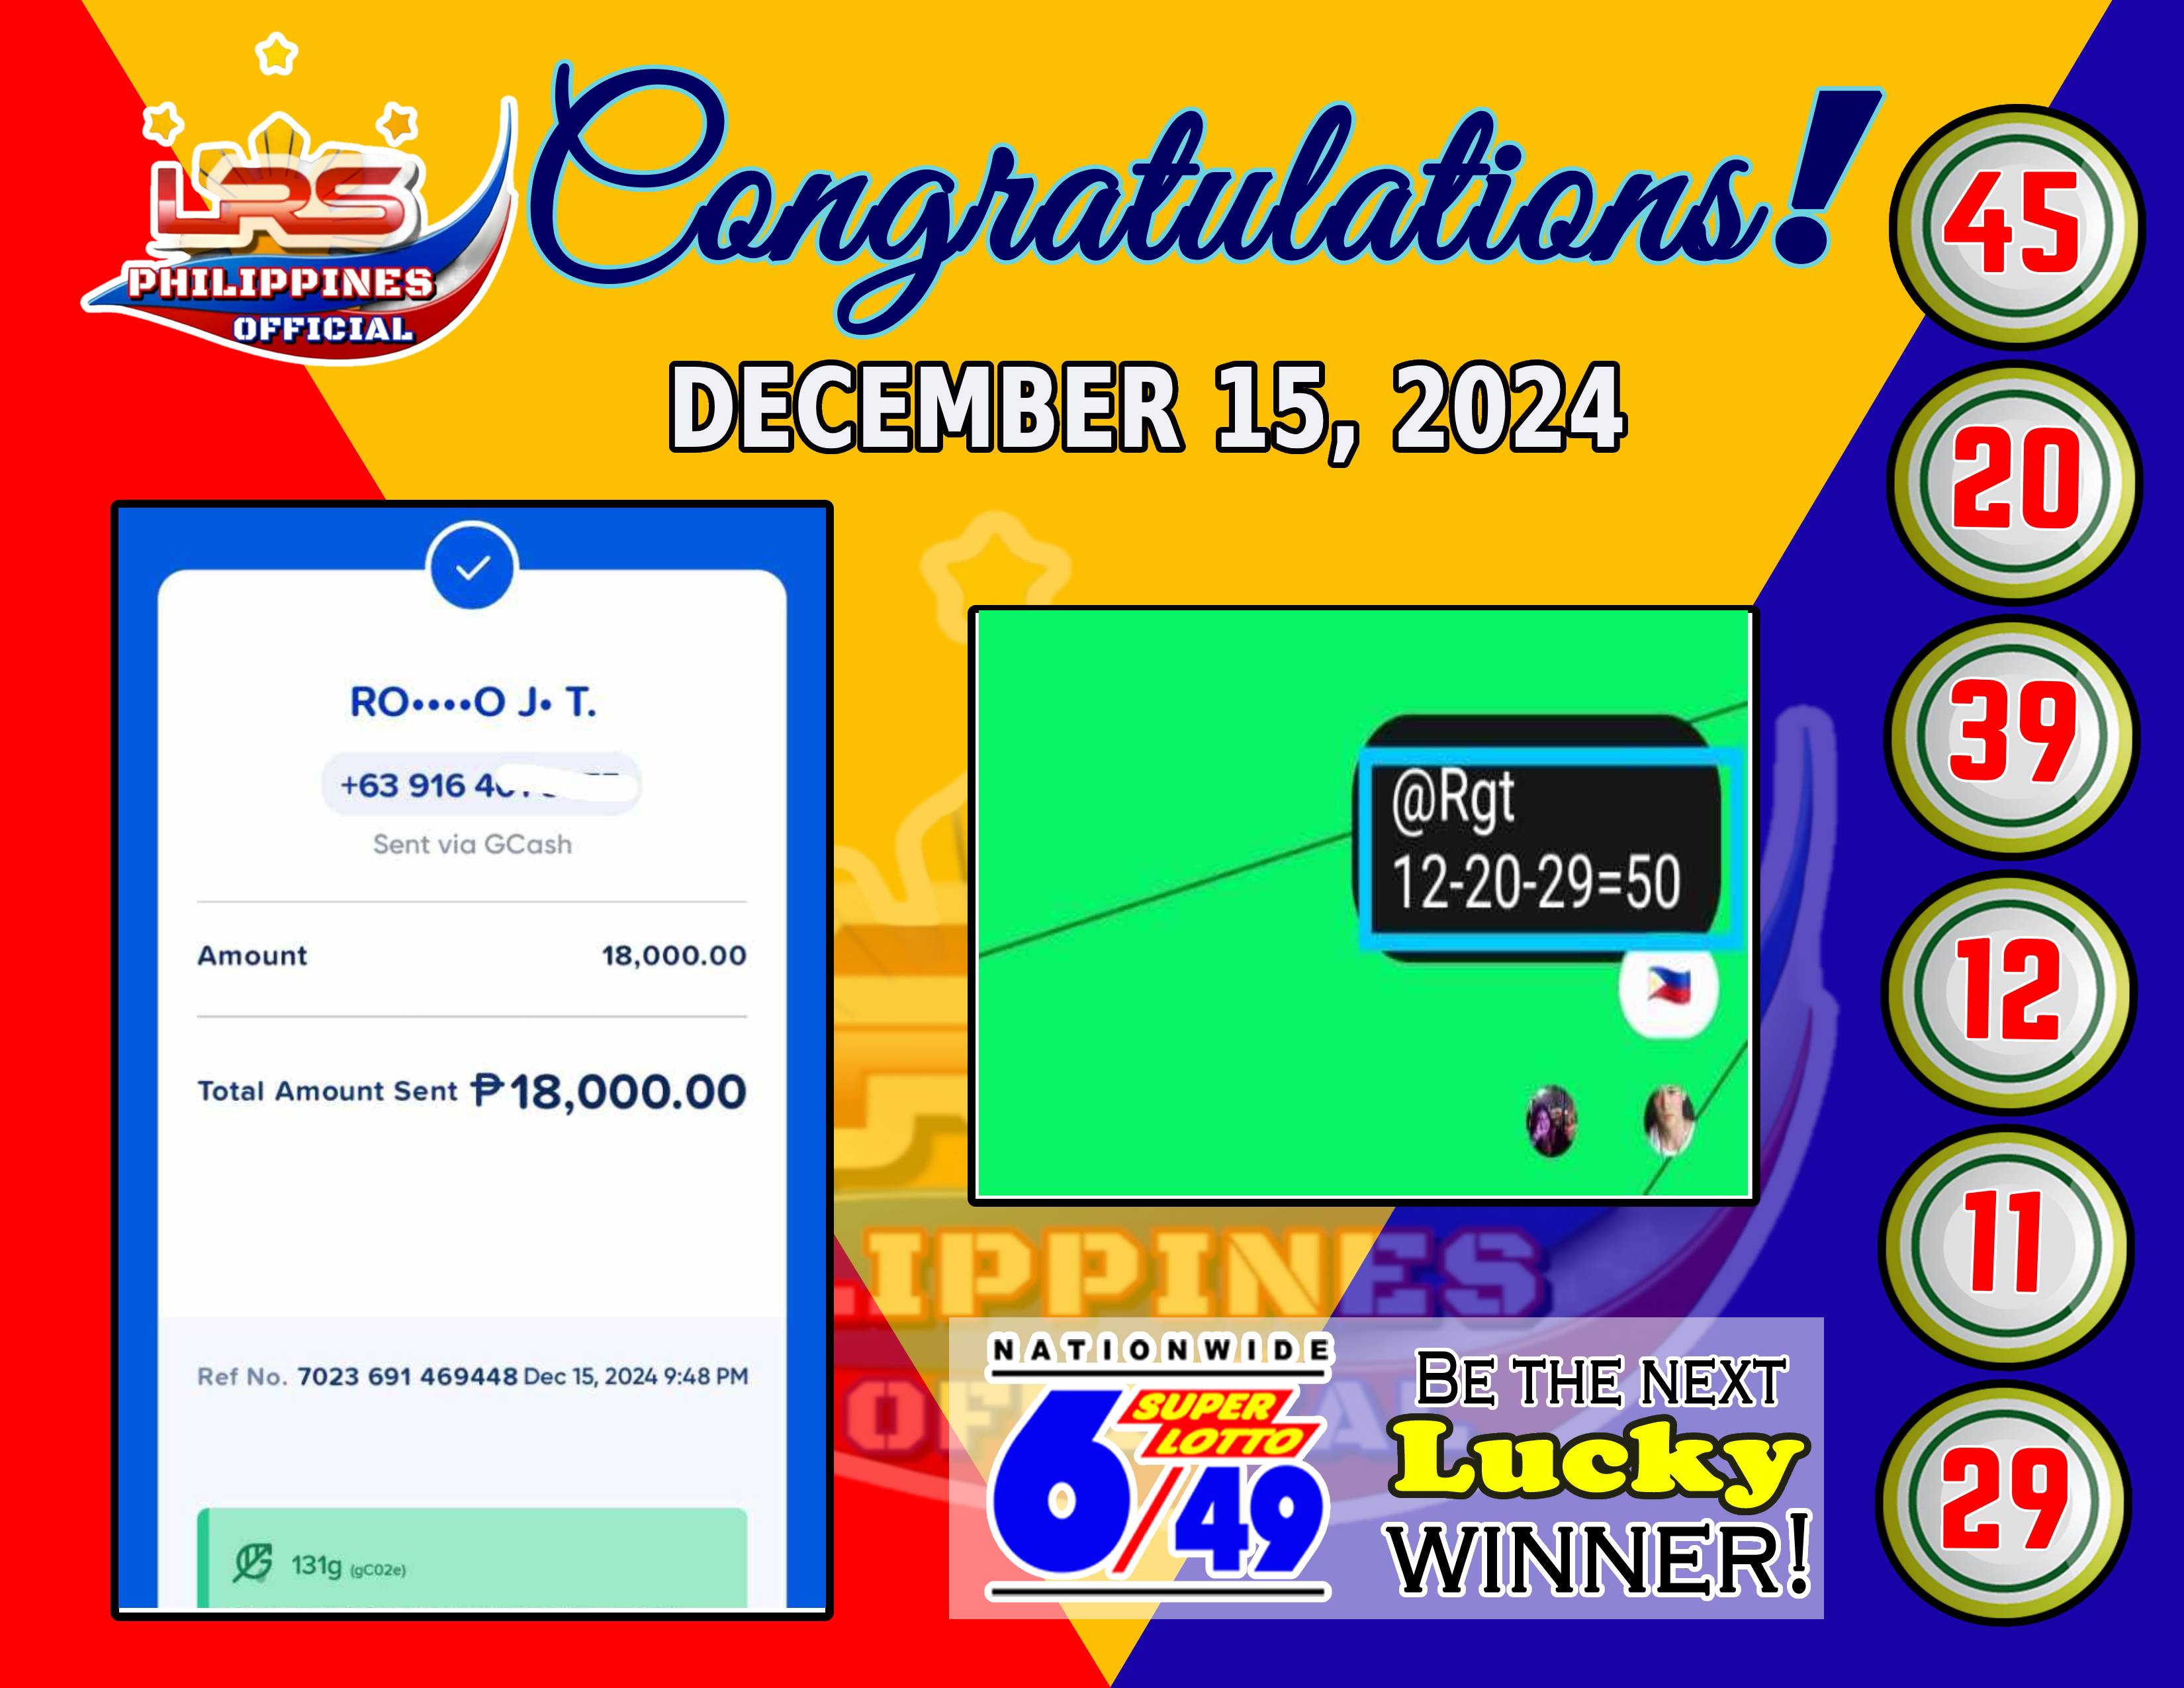 LRS
PHILIPPINES
OFFICIAL
Congratulations!
DECEMBER 15, 2024
RO••••O J• T.
+63 916 4
Sent via GCash
Amount 18,000.00
Total Amount Sent ₱18,000.00
Ref No. 7023 691 469448 Dec 15, 2024 9:48 PM
131g (gCO2e)
@Rgt
12-20-29=50
LIPPINES
NATIONWIDE
SUPER
LOTTO
6/49
BE THE NEXT
Lucky
WINNER!
45
20
39
12
11
29